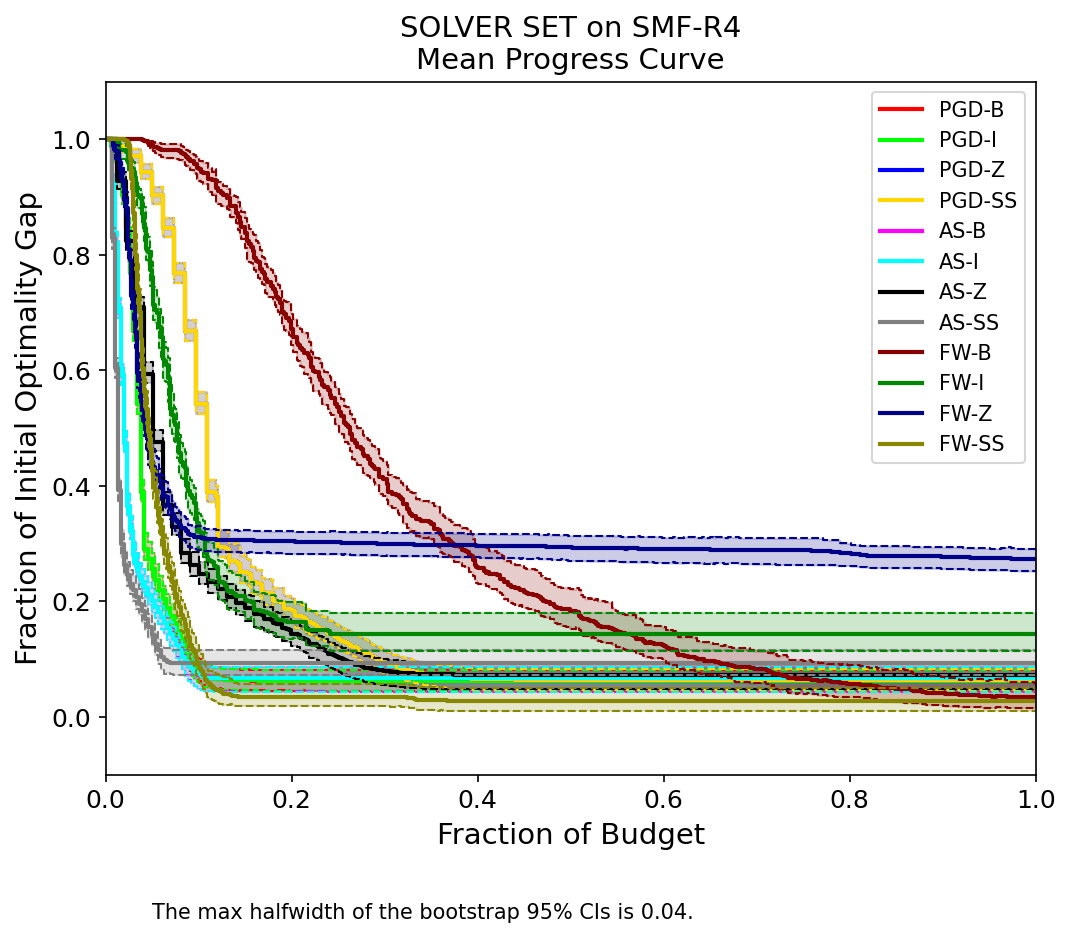 SOLVER SET on SMF-R4
Mean Progress Curve
Fraction of Initial Optimality Gap
1.0
0.8
0.6
0.4
0.2
0.0
PGD-B
PGD-I
PGD-Z
PGD-SS
AS-B
AS-I
AS-Z
AS-SS
FW-B
FW-I
FW-Z
FW-SS
0.0 0.2 0.4 0.6 0.8 1.0
Fraction of Budget
The max halfwidth of the bootstrap 95% CIs is 0.04.